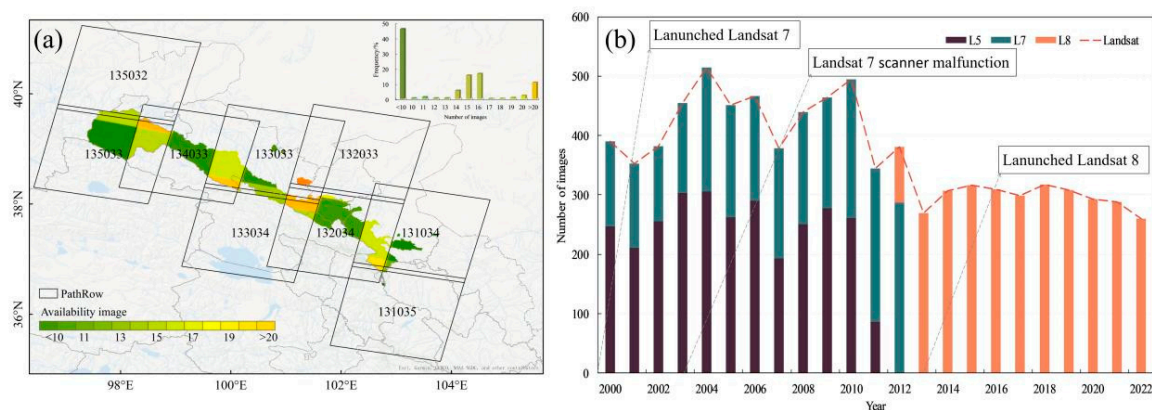 (a)
135032
135033
134033
133033
132033
133034
132034
131034
131035
40°N
38°N
36°N
98°E
100°E
102°E
104°E
PathRow
Availability image
<10 11 13 15 17 19 >20
Frequency/%
50
40
30
20
10
0
<10 10 11 12 13 14 15 16 17 18 19 20 >20
Number of images
(b)
Lanunched Landsat 7
Landsat 7 scanner malfunction
Lanunched Landsat 8
L5 L7 L8 Landsat
Number of images
600
500
400
300
200
100
0
2000 2002 2004 2006 2008 2010 2012 2014 2016 2018 2020 2022
Year